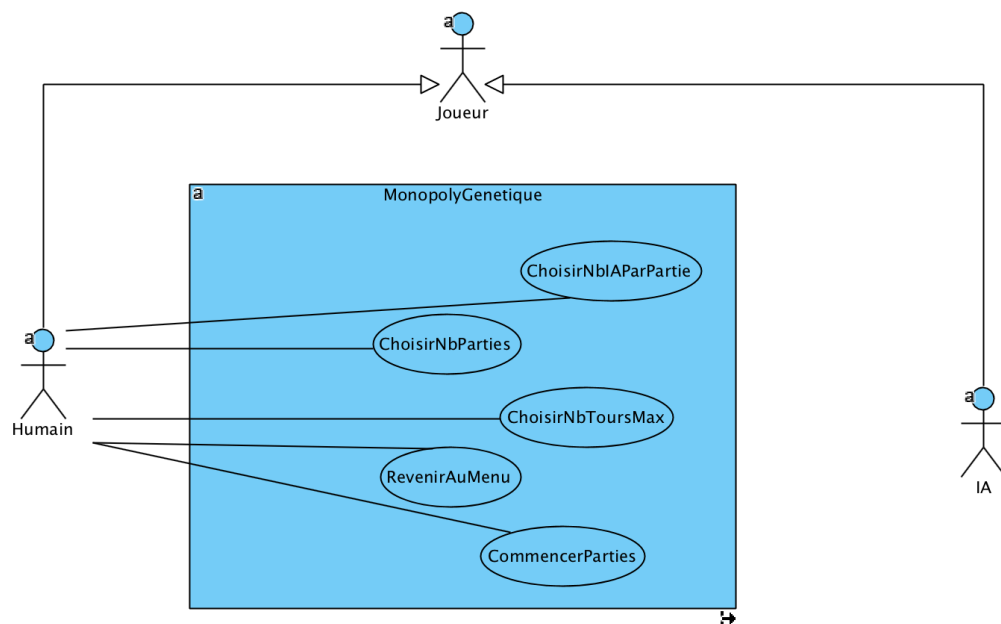 a
Joueur
a
MonopolyGenetique
ChoisirNbIAParPartie
a
ChoisirNbParties
a
ChoisirNbToursMax
Humain
RevenirAuMenu
IA
CommencerParties